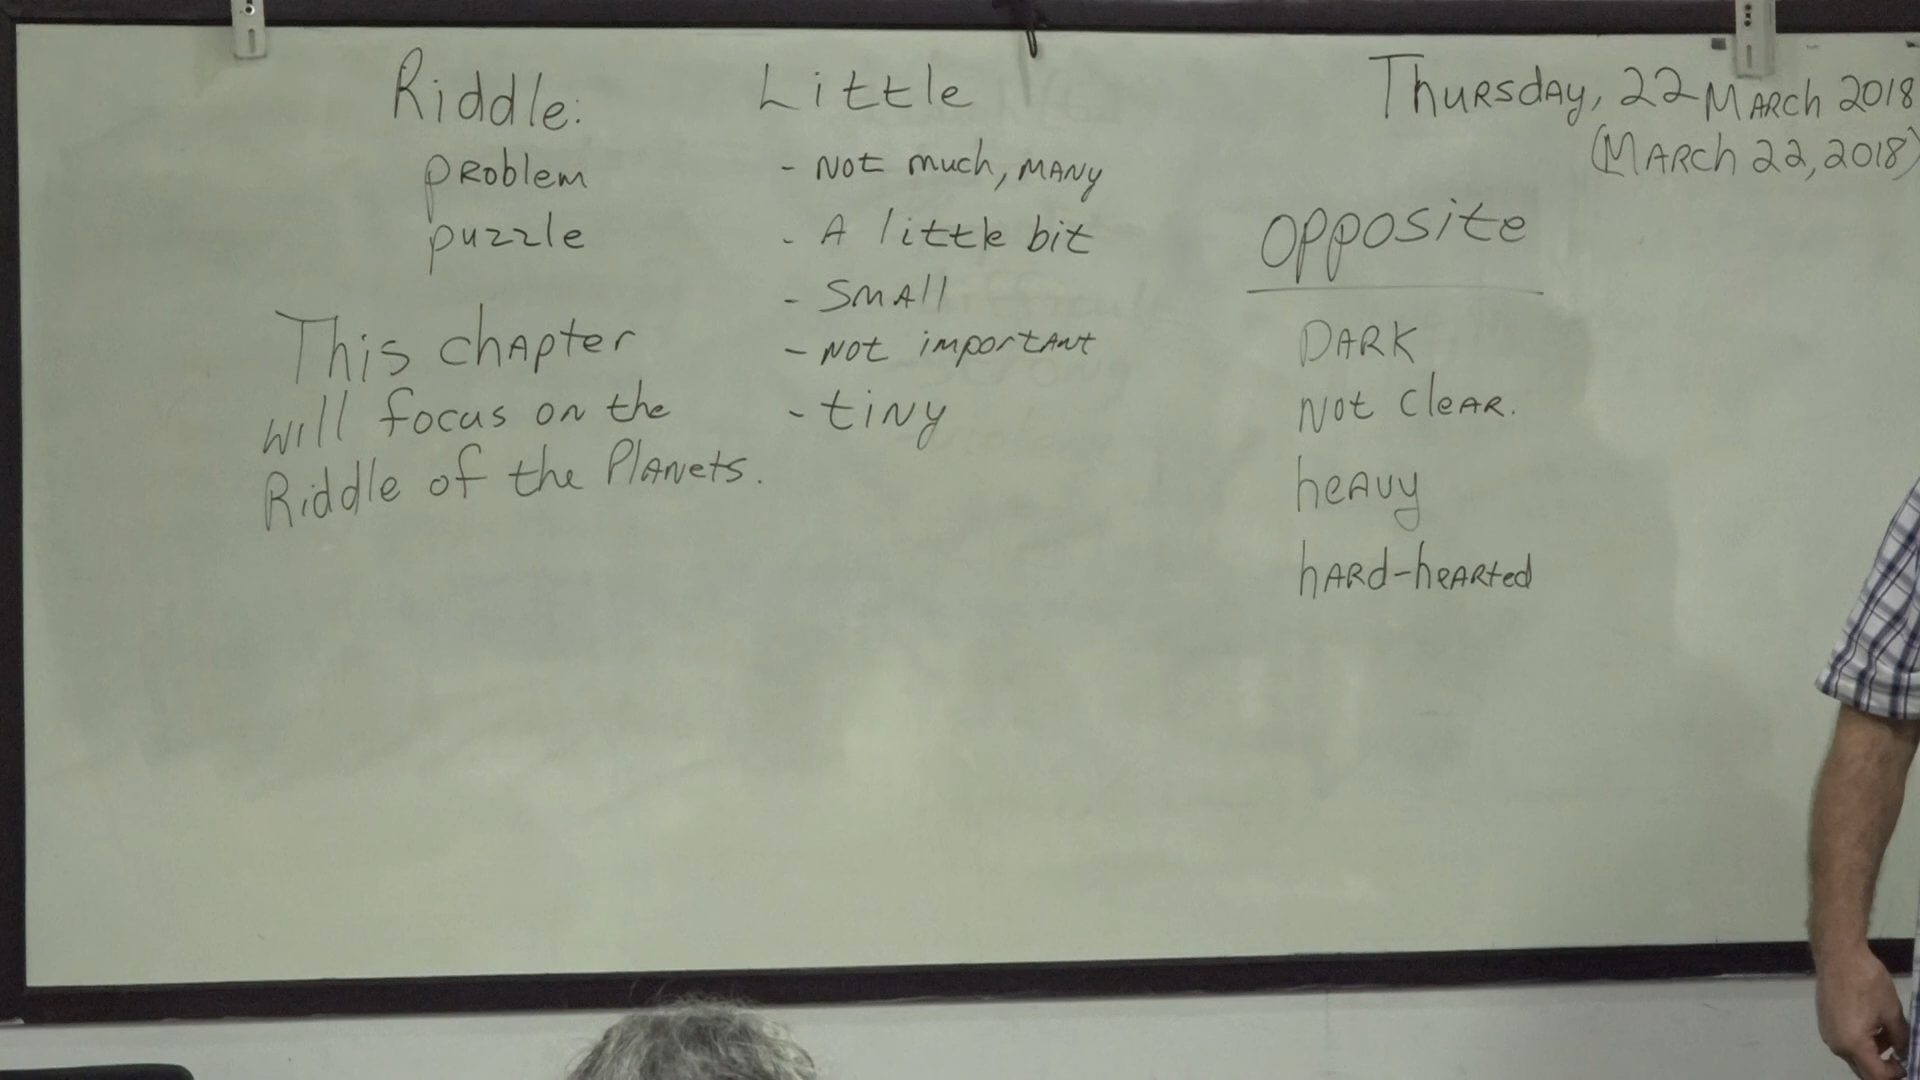 Riddle:
problem
puzzle
This chapter
will focus on the
Riddle of the Planets.
Little
- Not much, many
- A little bit
- Small
- Not important
- tiny
Thursday, 22 March 2018
(March 22, 2018)
Opposite
Dark
Not clear.
heavy
hard-hearted